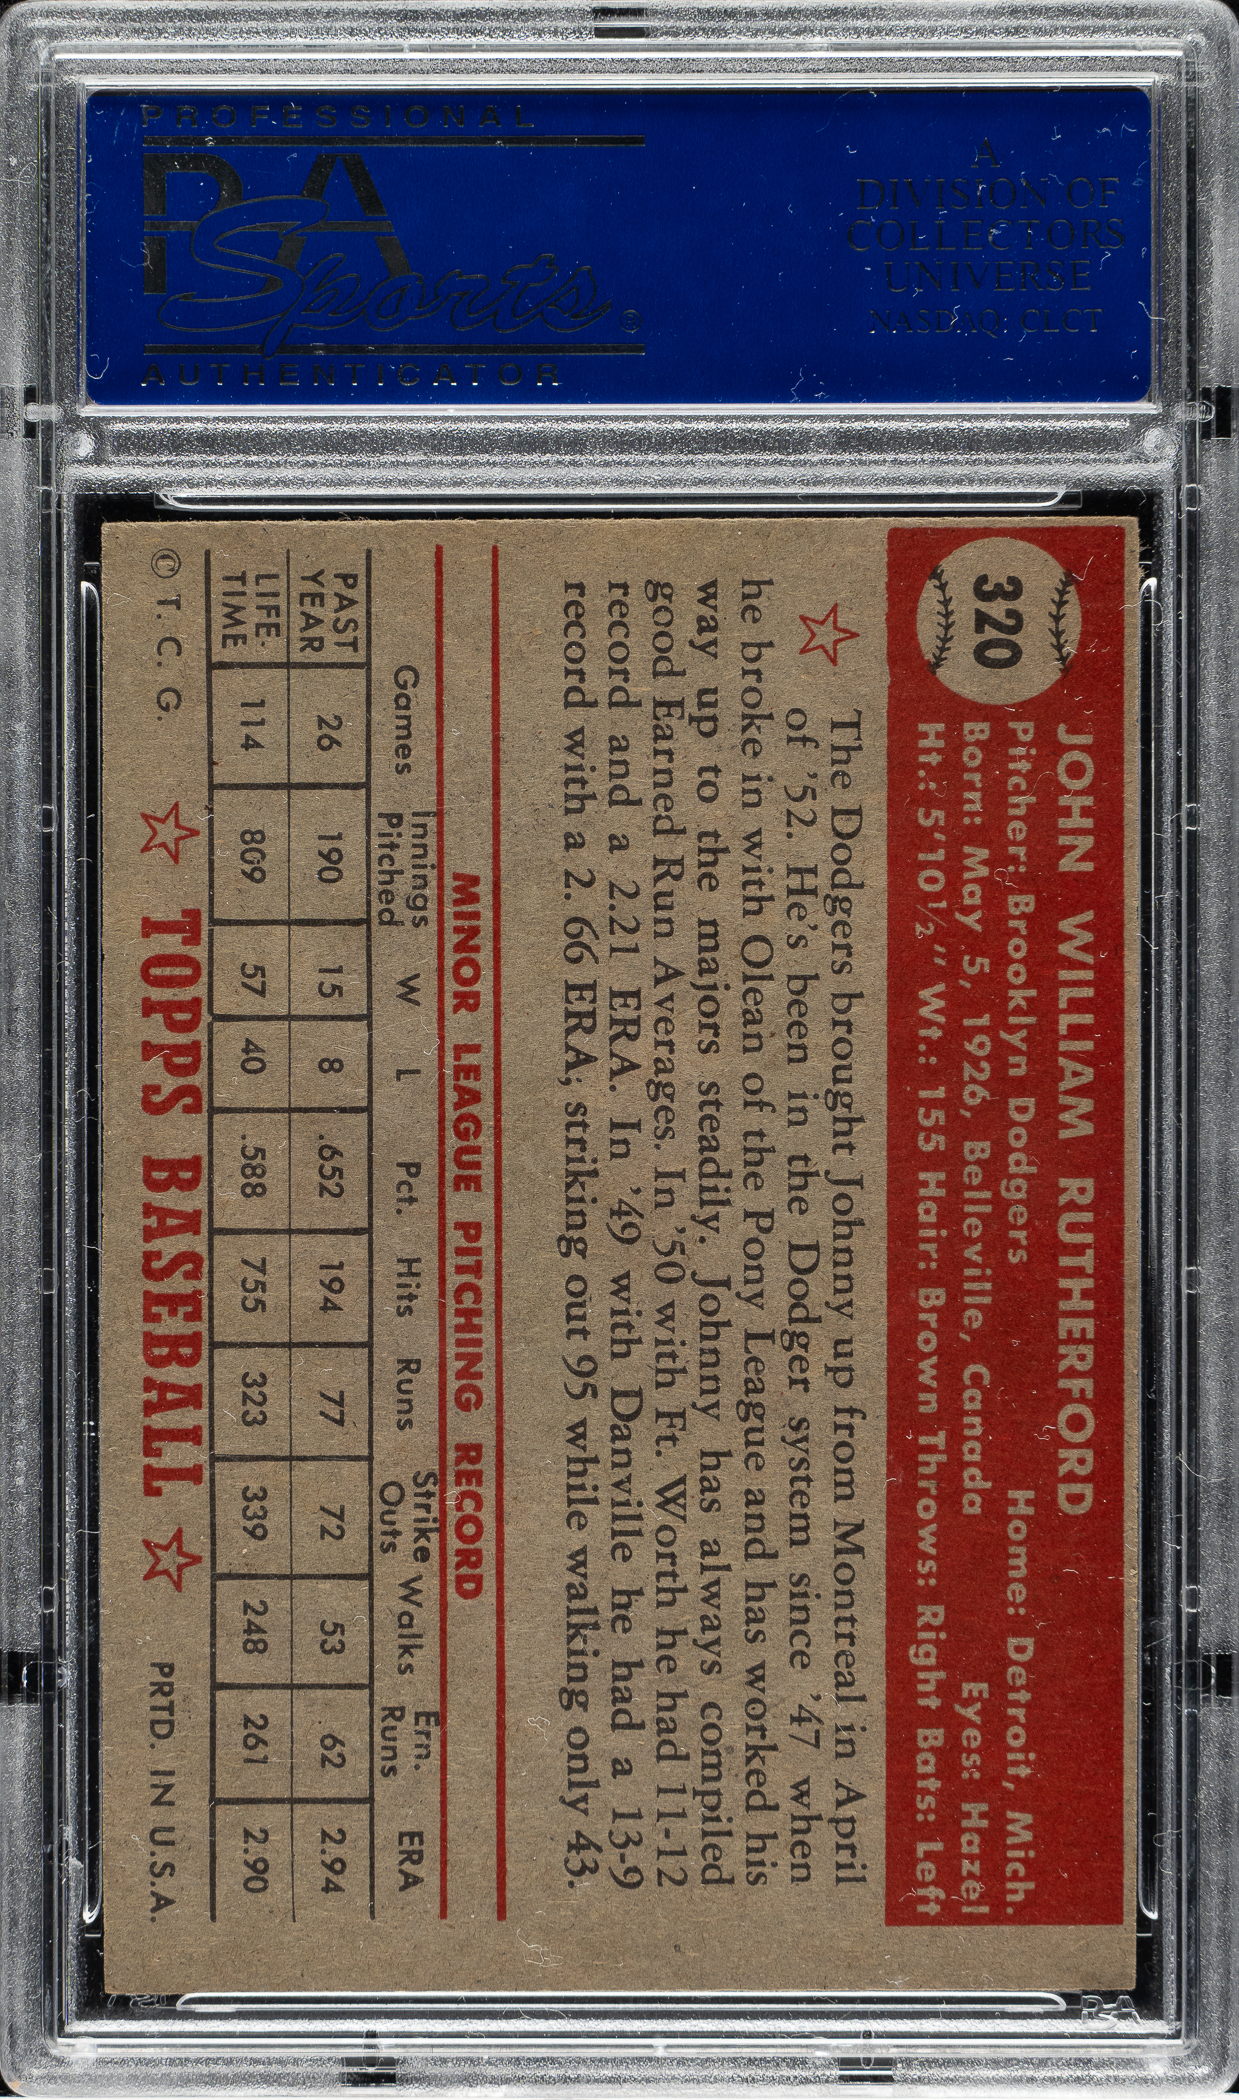 PROFESSIONAL
PSA
Sports®
AUTHENTICATOR
A
DIVISION OF
COLLECTORS
UNIVERSE
NASDAQ: CLCT
320
JOHN WILLIAM RUTHERFORD
Pitcher: Brooklyn Dodgers Home: Detroit, Mich.
Born: May 5, 1926, Belleville, Canada Eyes: Hazel
Ht.: 5'10½" Wt.: 155 Hair: Brown Throws: Right Bats: Left
The Dodgers brought Johnny up from Montreal in April
of '52. He's been in the Dodger system since '47 when
he broke in with Olean of the Pony League and has worked his
way up to the majors steadily. Johnny has always compiled
good Earned Run Averages. In '50 with Ft. Worth he had 11-12
record and a 2.21 ERA. In '49 with Danville he had a 13-9
record with a 2. 66 ERA; striking out 95 while walking only 43.
MINOR LEAGUE PITCHING RECORD
Games Innings Pitched W L Pct. Hits Runs Strike Outs Walks Ern. Runs ERA
PAST YEAR 26 190 15 8 .652 194 77 72 53 62 2.94
LIFE-TIME 114 809 57 40 .588 755 323 339 248 261 2.90
© T. C. G. TOPPS BASEBALL PRTD. IN U.S.A.
PSA